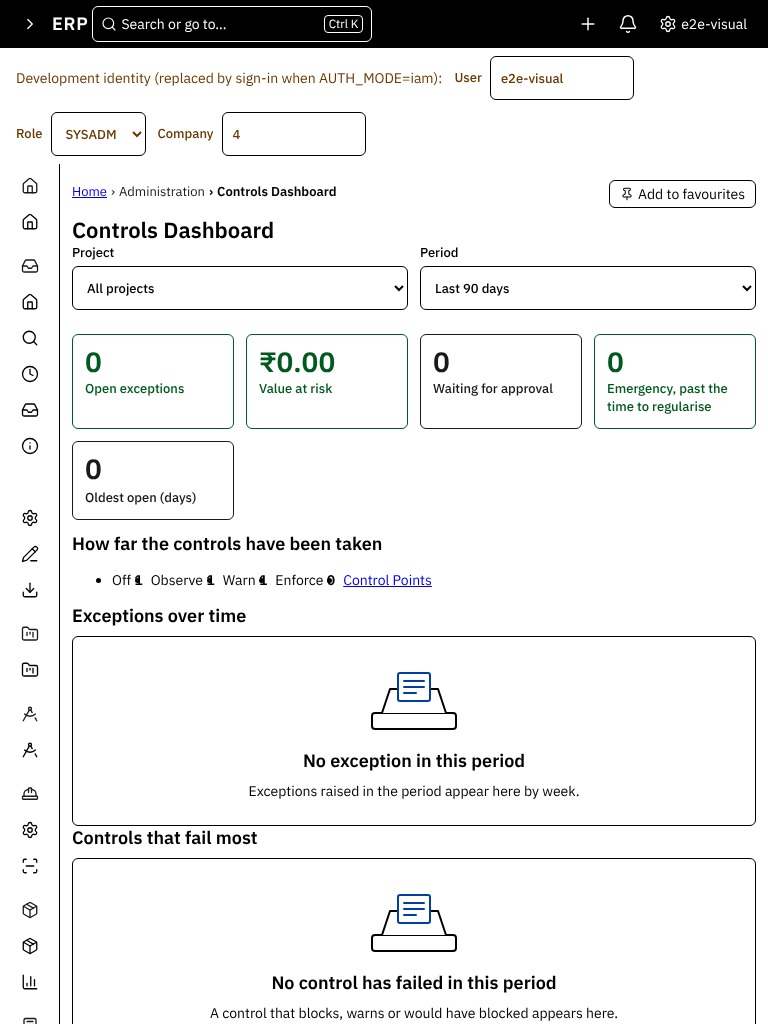 ERP
Search or go to...
Ctrl K
e2e-visual
Development identity (replaced by sign-in when AUTH_MODE=iam):
User
e2e-visual
Role
SYSADM
Company
4
Home › Administration › Controls Dashboard
Add to favourites
Controls Dashboard
Project
Period
All projects
Last 90 days
0
Open exceptions
₹0.00
Value at risk
0
Waiting for approval
0
Emergency, past the
time to regularise
0
Oldest open (days)
How far the controls have been taken
Off Observe Warn Enforce Control Points
Exceptions over time
No exception in this period
Exceptions raised in the period appear here by week.
Controls that fail most
No control has failed in this period
A control that blocks, warns or would have blocked appears here.